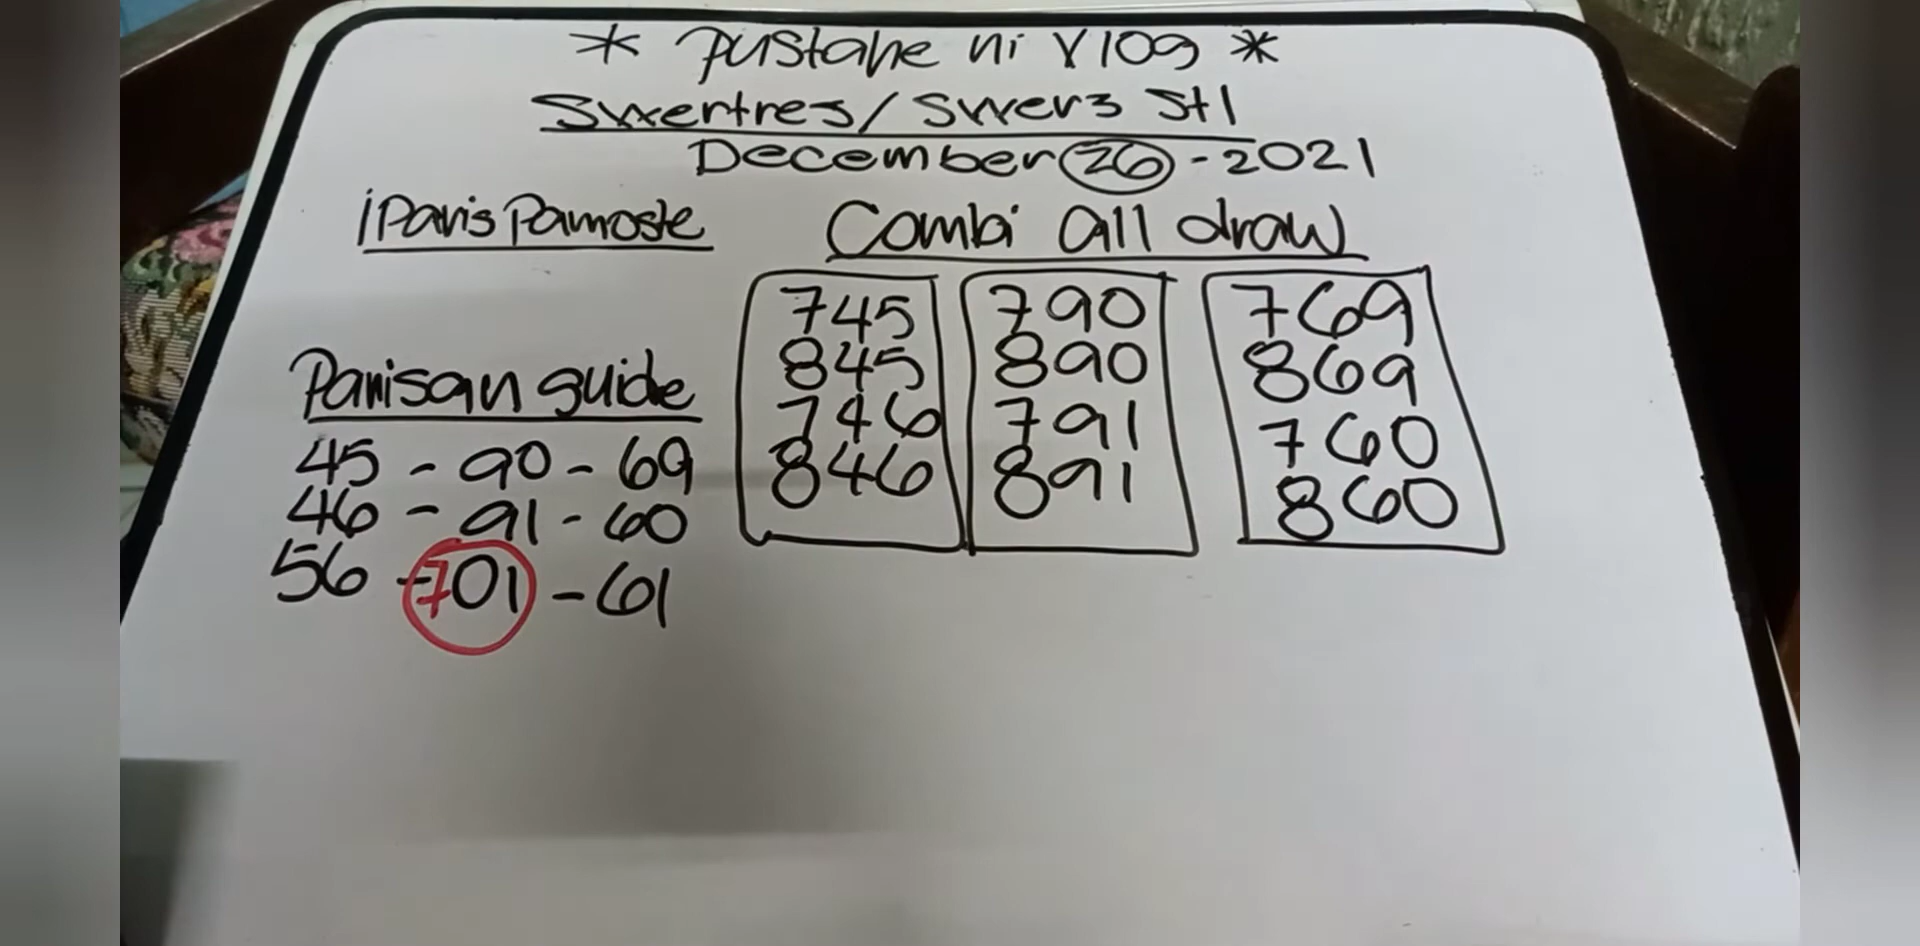 * Pustahe ni Vlog *
Swertres/Swer3 Stl
December 26-2021
iParis Pamoste
Combi all draw
Parisan guide
45 - 90 - 69
46 - 91 - 60
56 - 701 - 61
745
845
746
846
790
890
791
891
769
869
760
860